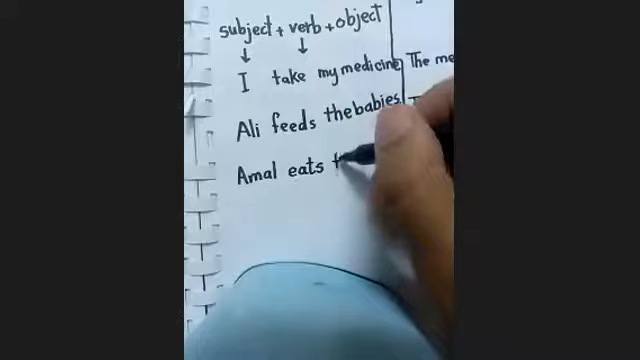 subject + verb + object
I take my medicine The me
Ali feeds the babies
Amal eats t